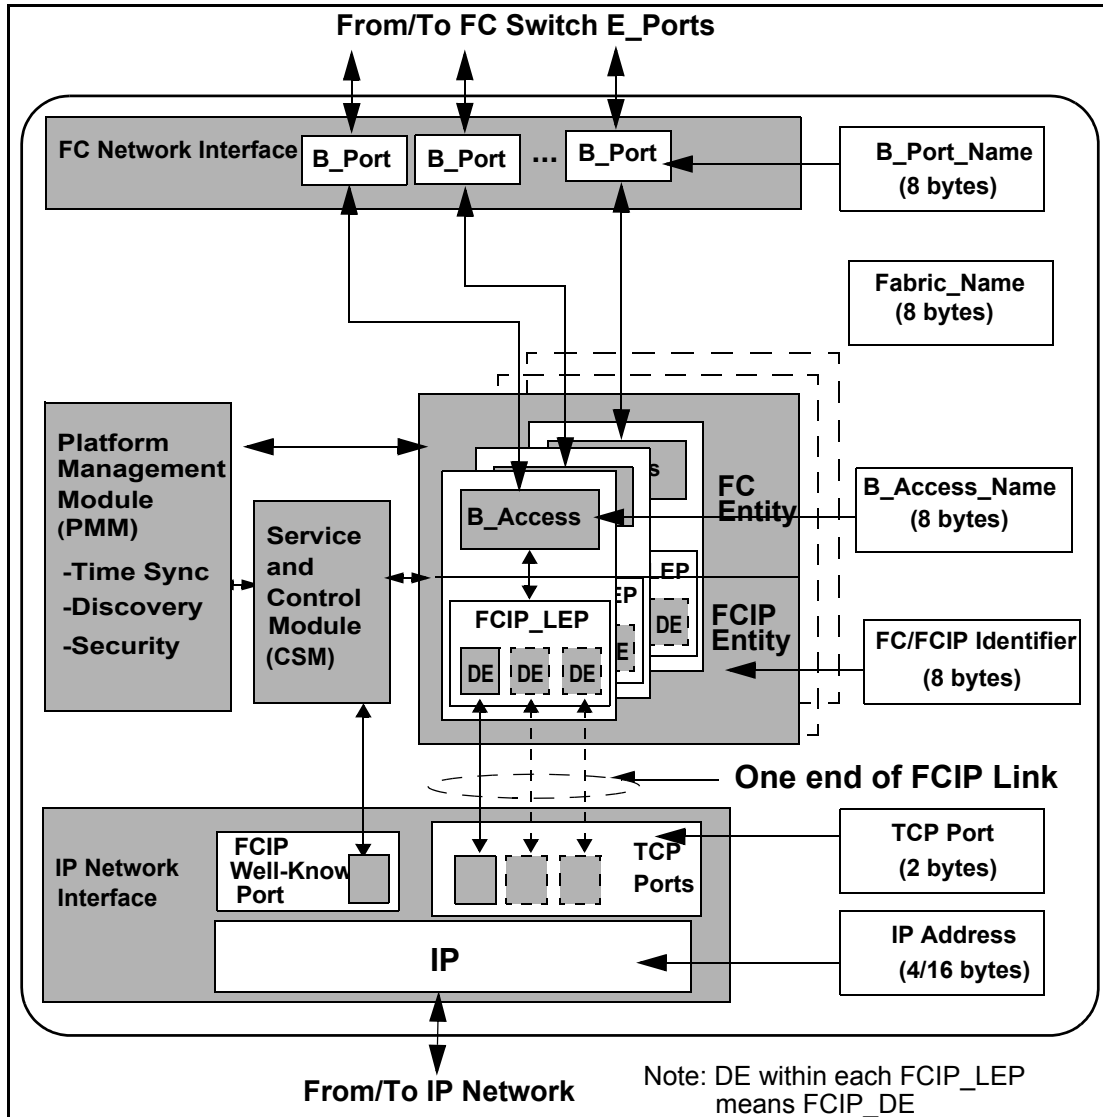 From/To FC Switch E_Ports
FC Network Interface
B_Port
B_Port
...
B_Port
B_Port_Name
(8 bytes)
Fabric_Name
(8 bytes)
Platform
Management
Module
(PMM)
-Time Sync
-Discovery
-Security
Service
and
Control
Module
(CSM)
s
B_Access
FC
Entity
B_Access_Name
(8 bytes)
LEP
EP
FCIP_LEP
DE
E
DE
DE
DE
FCIP
Entity
FC/FCIP Identifier
(8 bytes)
One end of FCIP Link
IP Network
Interface
FCIP
Well-Know
Port
TCP
Ports
TCP Port
(2 bytes)
IP
IP Address
(4/16 bytes)
From/To IP Network
Note: DE within each FCIP_LEP
means FCIP_DE